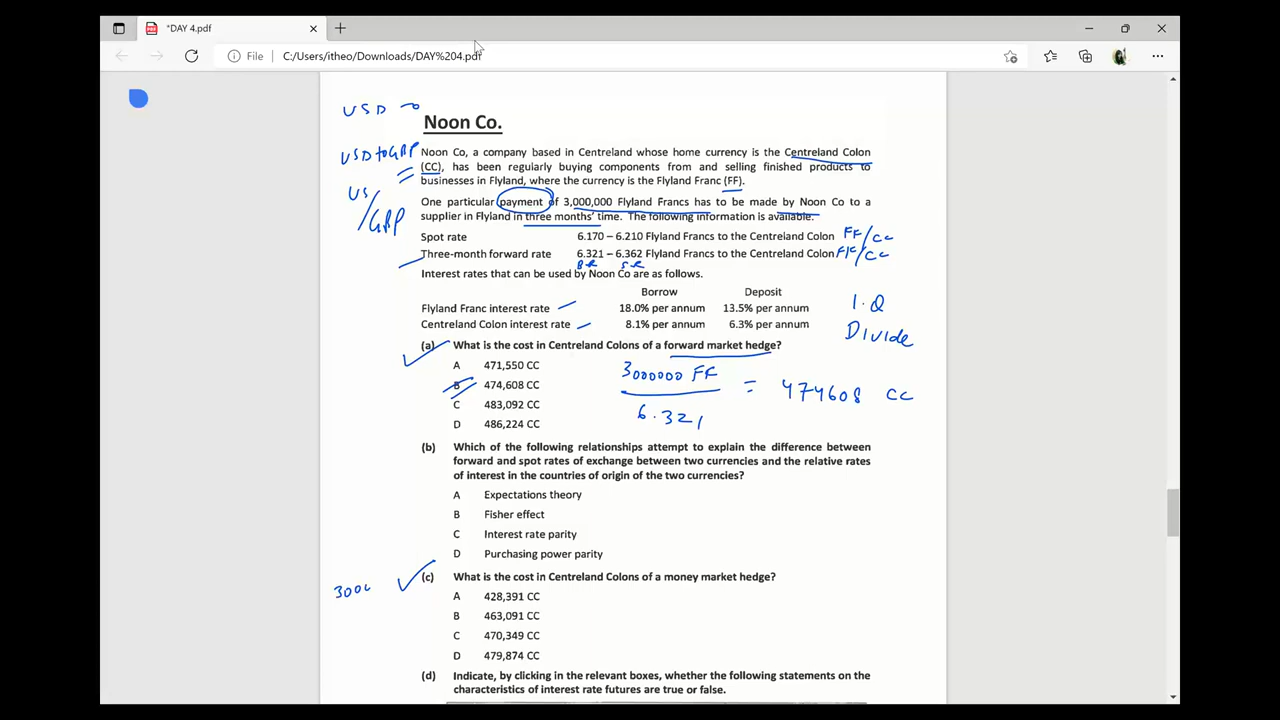 *DAY 4.pdf
File C:/Users/itheo/Downloads/DAY%204.pdf
USD
Noon Co.
USD to GBP
US/GBP
Noon Co, a company based in Centreland whose home currency is the Centreland Colon
(CC), has been regularly buying components from and selling finished products to
businesses in Flyland, where the currency is the Flyland Franc (FF).
One particular payment of 3,000,000 Flyland Francs has to be made by Noon Co to a
supplier in Flyland in three months' time. The following information is available:
Spot rate 6.170 – 6.210 Flyland Francs to the Centreland Colon FF/CC
Three-month forward rate 6.321 – 6.362 Flyland Francs to the Centreland Colon FF/CC
B.R S.R
Interest rates that can be used by Noon Co are as follows.
Borrow Deposit
Flyland Franc interest rate 18.0% per annum 13.5% per annum
Centreland Colon interest rate 8.1% per annum 6.3% per annum
I.Q
Divide
(a) What is the cost in Centreland Colons of a forward market hedge?
A 471,550 CC
B 474,608 CC
C 483,092 CC
D 486,224 CC
3000000 FF
6.321
= 474608 CC
(b) Which of the following relationships attempt to explain the difference between
forward and spot rates of exchange between two currencies and the relative rates
of interest in the countries of origin of the two currencies?
A Expectations theory
B Fisher effect
C Interest rate parity
D Purchasing power parity
300
(c) What is the cost in Centreland Colons of a money market hedge?
A 428,391 CC
B 463,091 CC
C 470,349 CC
D 479,874 CC
(d) Indicate, by clicking in the relevant boxes, whether the following statements on the
characteristics of interest rate futures are true or false.